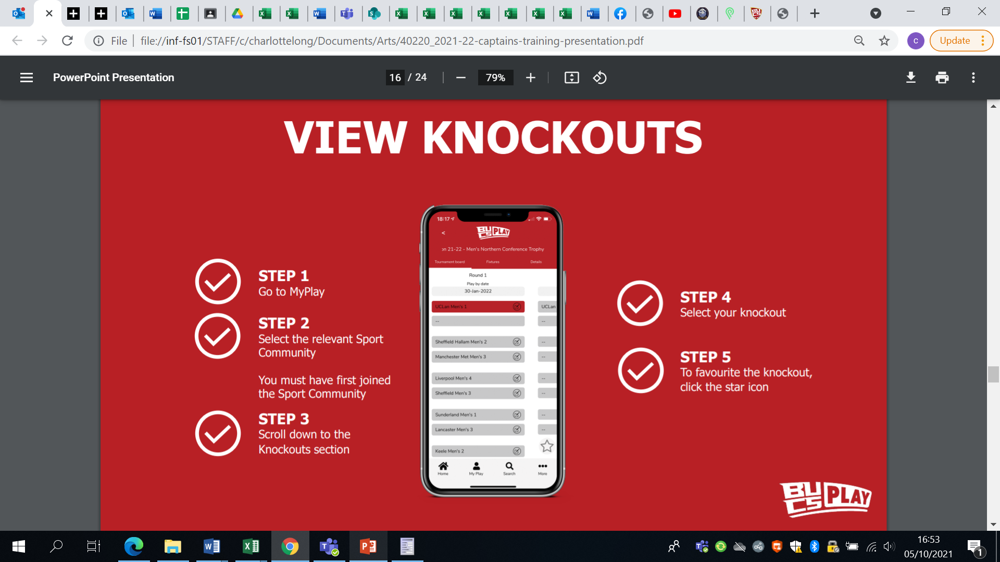 File
file://inf-fs01/STAFF/c/charlottelong/Documents/Arts/40220_2021-22-captains-training-presentation.pdf
c
Update
PowerPoint Presentation
16 / 24
79%
VIEW KNOCKOUTS
STEP 1
Go to MyPlay
STEP 2
Select the relevant Sport
Community
You must have first joined
the Sport Community
STEP 3
Scroll down to the
Knockouts section
18:17
<
BUCS PLAY
on 21-22 - Men's Northern Conference Trophy
Tournament board Fixtures Details
Round 1
Play by date
30-Jan-2022
UCLan Men's 1 UCLan
-- --
Sheffield Hallam Men's 2 --
Manchester Met Men's 3 --
Liverpool Men's 4 --
Sheffield Men's 3 --
Sunderland Men's 1 --
Lancaster Men's 3 --
Keele Men's 2
Home My Play Search More
STEP 4
Select your knockout
STEP 5
To favourite the knockout,
click the star icon
BUCS PLAY
16:53
05/10/2021
1